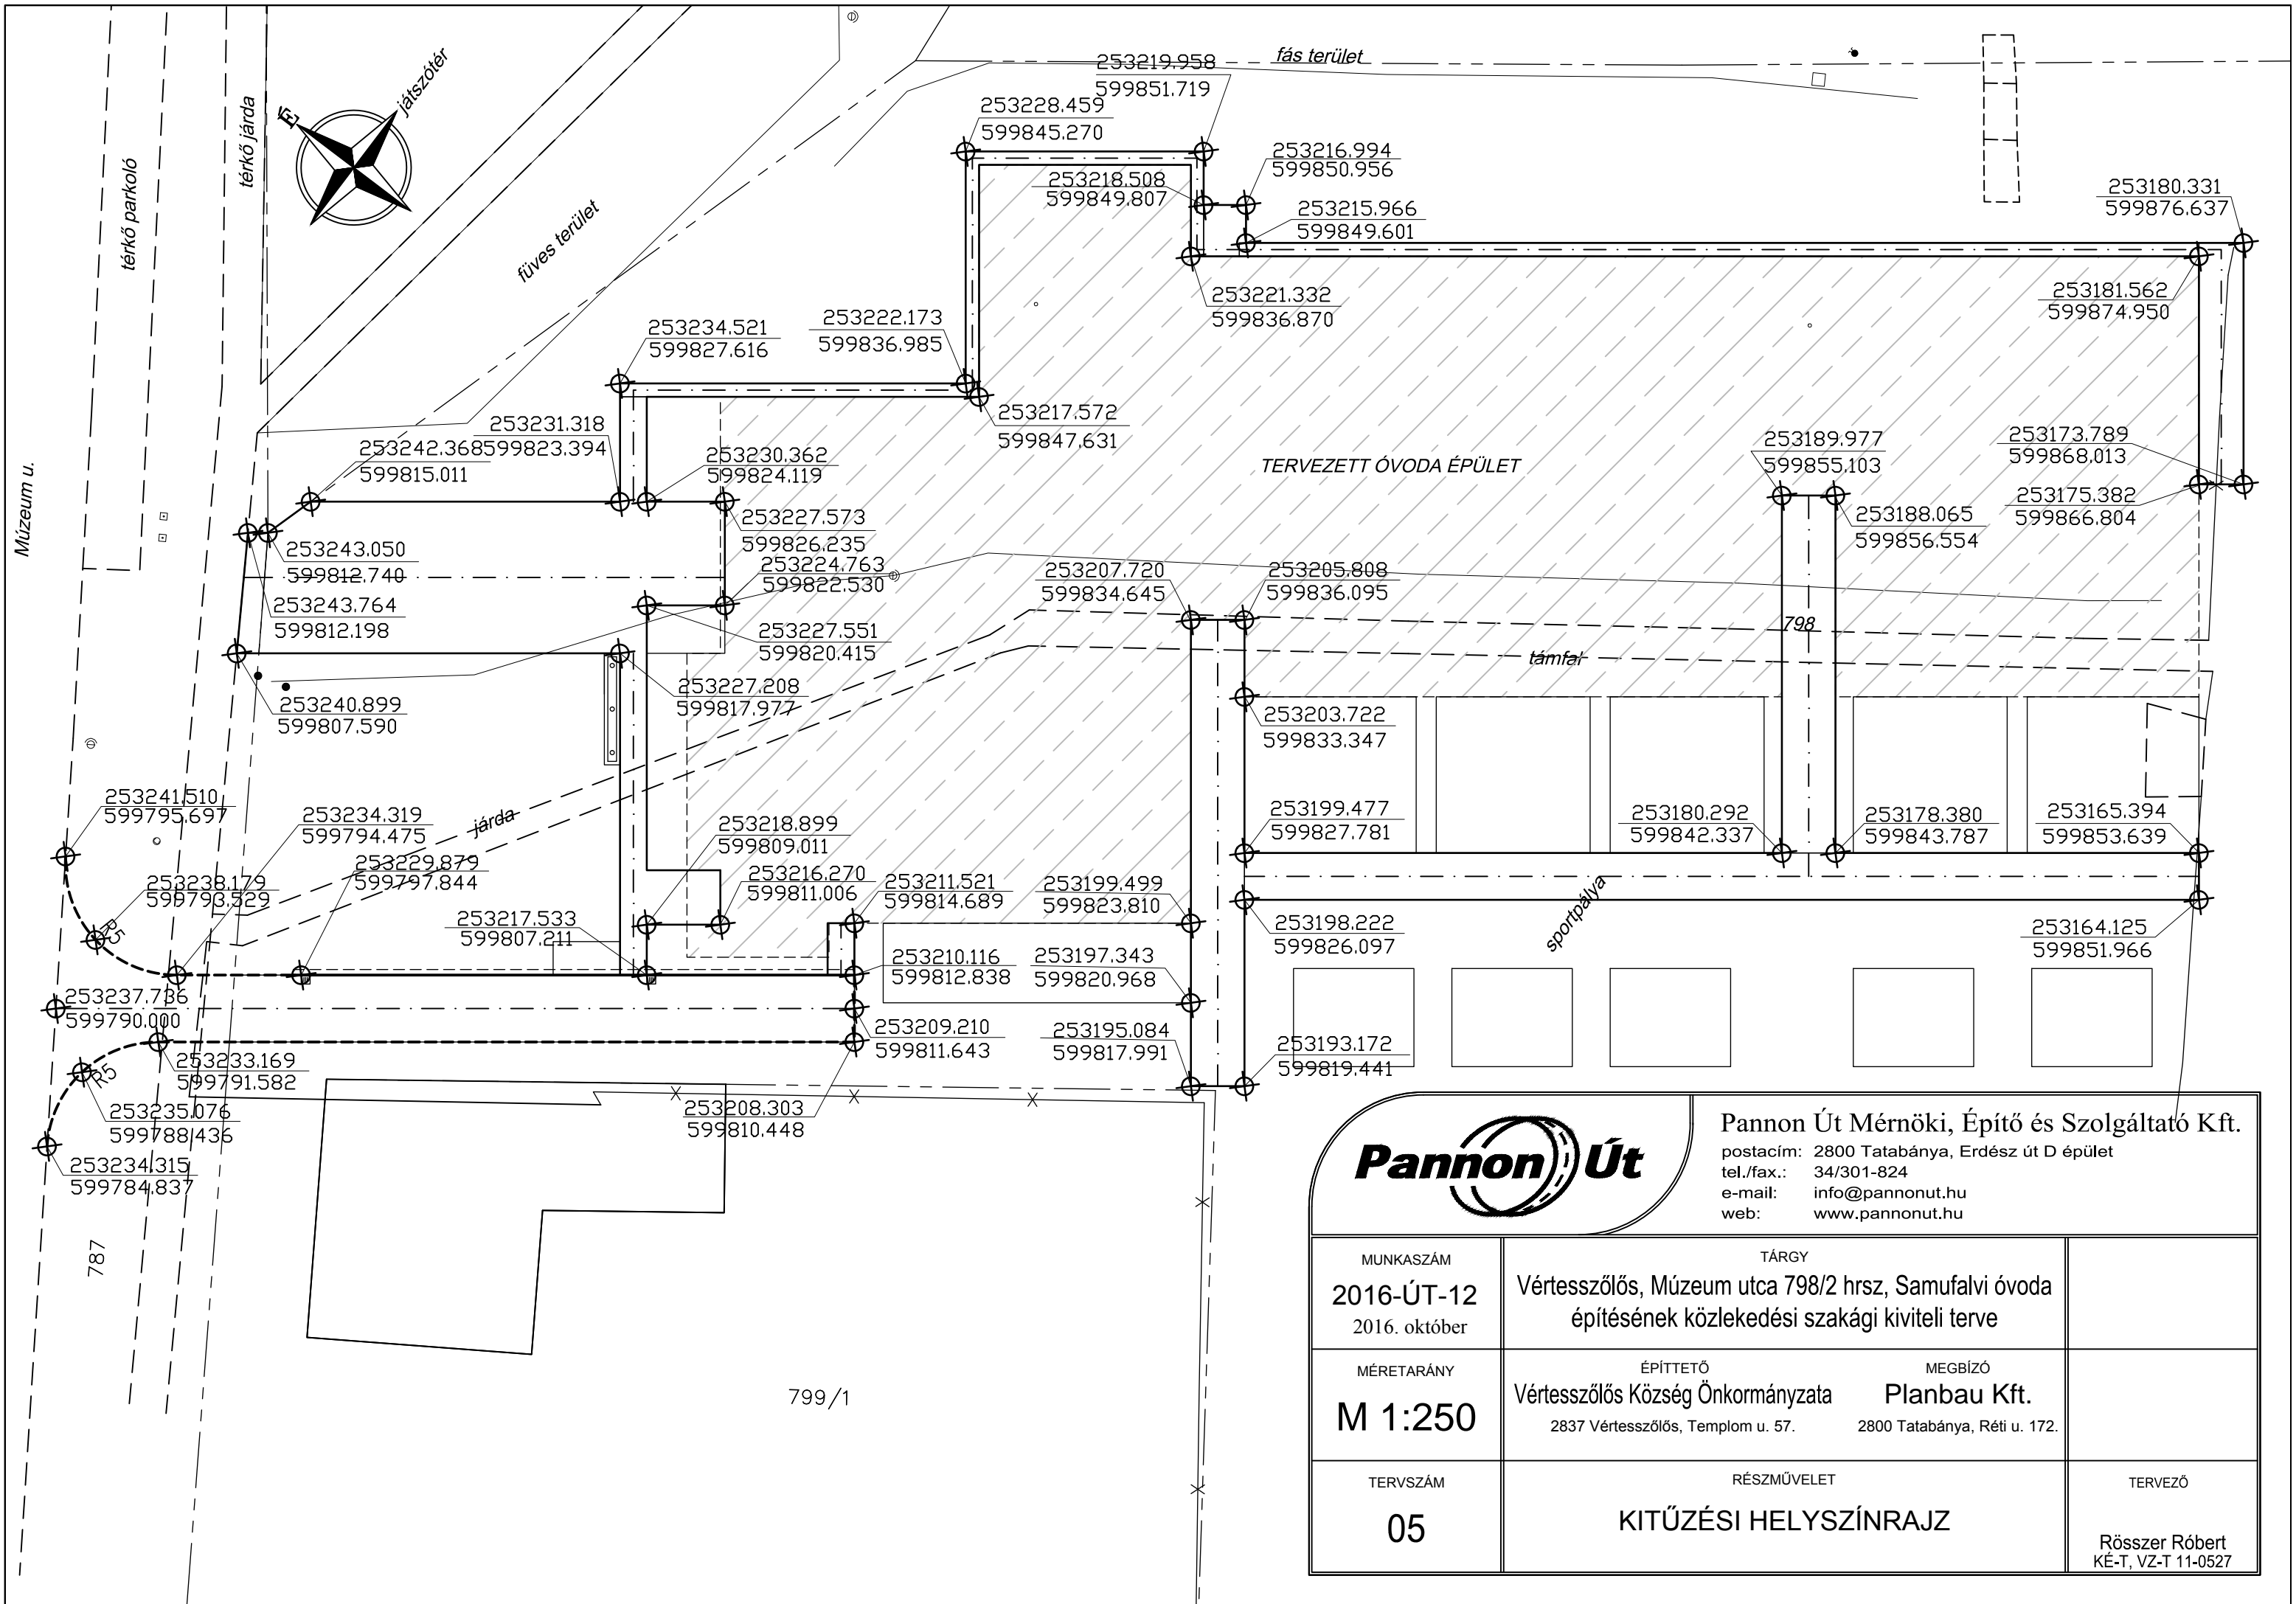 fás terület
253219.958
599851.719
253228.459
599845.270
játszótér
É
térkő járda
térkő parkoló
253216.994
599850.956
253218.508
599849.807
253215.966
599849.601
253180.331
599876.637
füves terület
253221.332
599836.870
253181.562
599874.950
253234.521
599827.616
253222.173
599836.985
253217.572
599847.631
253231.318
599823.394
253242.368
599815.011
253230.362
599824.119
TERVEZETT ÓVODA ÉPÜLET
253189.977
599855.103
253173.789
599868.013
253175.382
599866.804
Múzeum u.
253227.573
599826.235
253188.065
599856.554
253243.050
599812.740
253224.763
599822.530
253207.720
599834.645
253205.808
599836.095
253243.764
599812.198
253227.551
599820.415
798
támfal
253227.208
599817.977
253240.899
599807.590
253203.722
599833.347
253241.510
599795.697
253234.319
599794.475
járda
253218.899
599809.011
253199.477
599827.781
253180.292
599842.337
253178.380
599843.787
253165.394
599853.639
253229.879
599797.844
253238.179
599793.529
253216.270
599811.006
253211.521
599814.689
253199.499
599823.810
R5
253217.533
599807.211
253198.222
599826.097
sportpálya
253164.125
599851.966
253210.116
599812.838
253197.343
599820.968
253237.736
599790.000
253209.210
599811.643
253195.084
599817.991
253193.172
599819.441
253233.169
599791.582
R5
253235.076
599788.436
253208.303
599810.448
253234.315
599784.837
787
799/1
Pannon Út
Pannon Út Mérnöki, Építő és Szolgáltató Kft.
postacím: 2800 Tatabánya, Erdész út D épület
tel./fax.: 34/301-824
e-mail: info@pannonut.hu
web: www.pannonut.hu
MUNKASZÁM
2016-ÚT-12
2016. október
TÁRGY
Vértesszőlős, Múzeum utca 798/2 hrsz, Samufalvi óvoda
építésének közlekedési szakági kiviteli terve
MÉRETARÁNY
M 1:250
ÉPÍTTETŐ
Vértesszőlős Község Önkormányzata
2837 Vértesszőlős, Templom u. 57.
MEGBÍZÓ
Planbau Kft.
2800 Tatabánya, Réti u. 172.
TERVSZÁM
05
RÉSZMŰVELET
KITŰZÉSI HELYSZÍNRAJZ
TERVEZŐ
Rösszer Róbert
KÉ-T, VZ-T 11-0527